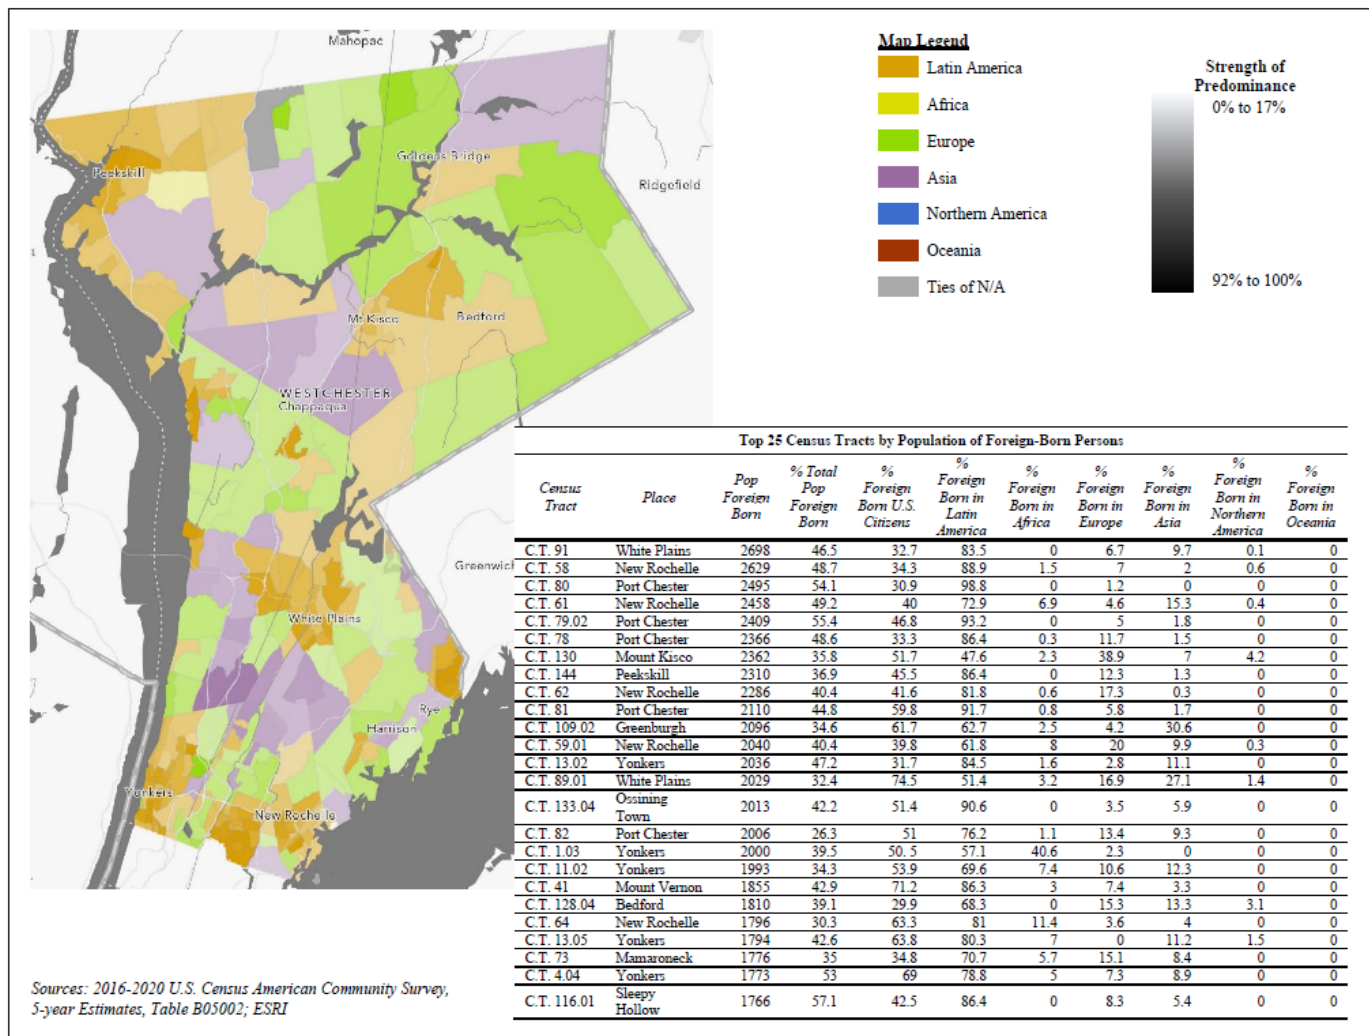 Mahopac
Peekskill
Goldens Bridge
Ridgefield
1
Mt Kisco
Bedford
WESTCHESTER
Chappaqua
Greenwich
White Plains
Rye
Harrison
Yonkers
New Rochelle
Map Legend
Latin America
Africa
Europe
Asia
Northern America
Oceania
Ties of N/A
Strength of
Predominance
0% to 17%
92% to 100%
Top 25 Census Tracts by Population of Foreign-Born Persons
Census Tract Place Pop Foreign Born % Total Pop Foreign Born % Foreign Born U.S. Citizens % Foreign Born in Latin America % Foreign Born in Africa % Foreign Born in Europe % Foreign Born in Asia % Foreign Born in Northern America % Foreign Born in Oceania
C.T. 91 White Plains 2698 46.5 32.7 83.5 0 6.7 9.7 0.1 0
C.T. 58 New Rochelle 2629 48.7 34.3 88.9 1.5 7 2 0.6 0
C.T. 80 Port Chester 2495 54.1 30.9 98.8 0 1.2 0 0 0
C.T. 61 New Rochelle 2458 49.2 40 72.9 6.9 4.6 15.3 0.4 0
C.T. 79.02 Port Chester 2409 55.4 46.8 93.2 0 5 1.8 0 0
C.T. 78 Port Chester 2366 48.6 33.3 86.4 0.3 11.7 1.5 0 0
C.T. 130 Mount Kisco 2362 35.8 51.7 47.6 2.3 38.9 7 4.2 0
C.T. 144 Peekskill 2310 36.9 45.5 86.4 0 12.3 1.3 0 0
C.T. 62 New Rochelle 2286 40.4 41.6 81.8 0.6 17.3 0.3 0 0
C.T. 81 Port Chester 2110 44.8 59.8 91.7 0.8 5.8 1.7 0 0
C.T. 109.02 Greenburgh 2096 34.6 61.7 62.7 2.5 4.2 30.6 0 0
C.T. 59.01 New Rochelle 2040 40.4 39.8 61.8 8 20 9.9 0.3 0
C.T. 13.02 Yonkers 2036 47.2 31.7 84.5 1.6 2.8 11.1 0 0
C.T. 89.01 White Plains 2029 32.4 74.5 51.4 3.2 16.9 27.1 1.4 0
C.T. 133.04 Ossining Town 2013 42.2 51.4 90.6 0 3.5 5.9 0 0
C.T. 82 Port Chester 2006 26.3 51 76.2 1.1 13.4 9.3 0 0
C.T. 1.03 Yonkers 2000 39.5 50. 5 57.1 40.6 2.3 0 0 0
C.T. 11.02 Yonkers 1993 34.3 53.9 69.6 7.4 10.6 12.3 0 0
C.T. 41 Mount Vernon 1855 42.9 71.2 86.3 3 7.4 3.3 0 0
C.T. 128.04 Bedford 1810 39.1 29.9 68.3 0 15.3 13.3 3.1 0
C.T. 64 New Rochelle 1796 30.3 63.3 81 11.4 3.6 4 0 0
C.T. 13.05 Yonkers 1794 42.6 63.8 80.3 7 0 11.2 1.5 0
C.T. 73 Mamaroneck 1776 35 34.8 70.7 5.7 15.1 8.4 0 0
C.T. 4.04 Yonkers 1773 53 69 78.8 5 7.3 8.9 0 0
C.T. 116.01 Sleepy Hollow 1766 57.1 42.5 86.4 0 8.3 5.4 0 0
Sources: 2016-2020 U.S. Census American Community Survey,
5-year Estimates, Table B05002; ESRI